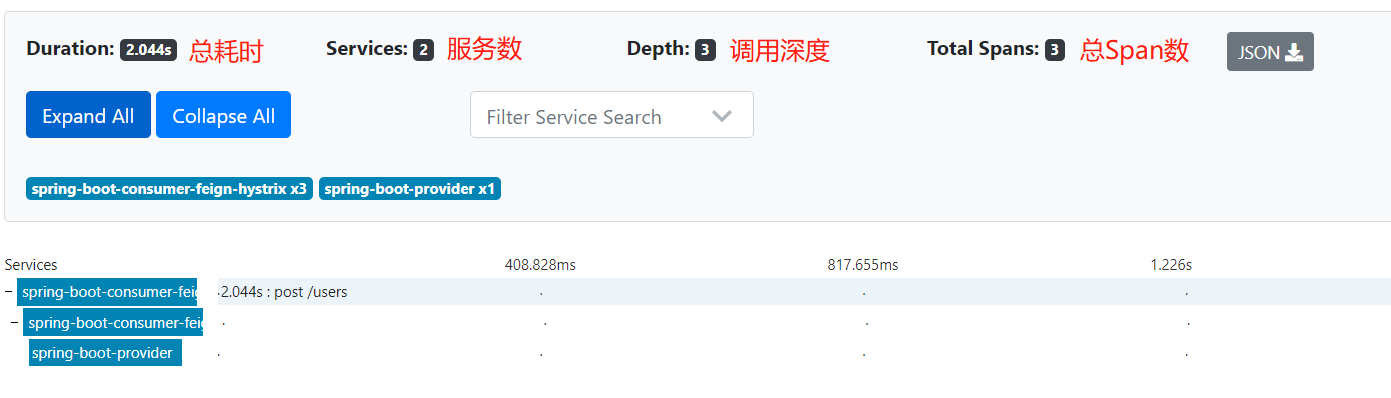 Duration: 2.044s 总耗时 Services: 2 服务数 Depth: 3 调用深度 Total Spans: 3 总Span数 JSON
Expand All Collapse All Filter Service Search
spring-boot-consumer-feign-hystrix x3 spring-boot-provider x1
Services 408.828ms 817.655ms 1.226s
spring-boot-consumer-feig 2.044s : post /users
spring-boot-consumer-feig
spring-boot-provider